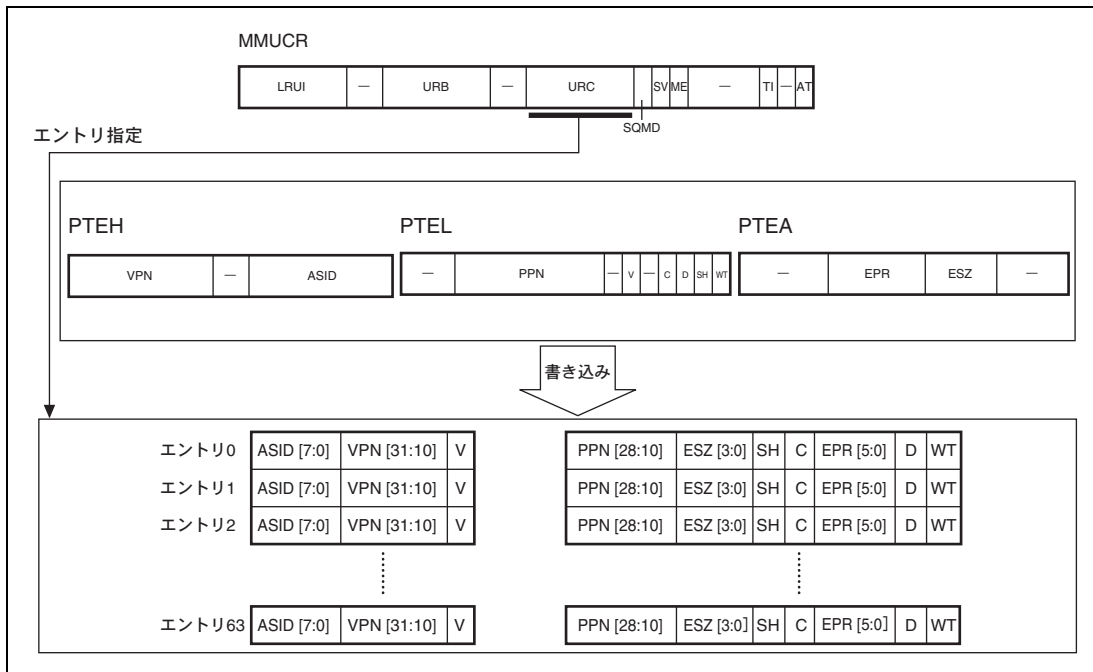 MMUCR
LRUI — URB — URC SV ME — TI — AT
SQMD
エントリ指定
PTEH PTEL PTEA
VPN — ASID — PPN — V — C D SH WT — EPR ESZ —
書き込み
エントリ0 ASID [7:0] VPN [31:10] V PPN [28:10] ESZ [3:0] SH C EPR [5:0] D WT
エントリ1 ASID [7:0] VPN [31:10] V PPN [28:10] ESZ [3:0] SH C EPR [5:0] D WT
エントリ2 ASID [7:0] VPN [31:10] V PPN [28:10] ESZ [3:0] SH C EPR [5:0] D WT
エントリ63 ASID [7:0] VPN [31:10] V PPN [28:10] ESZ [3:0] SH C EPR [5:0] D WT